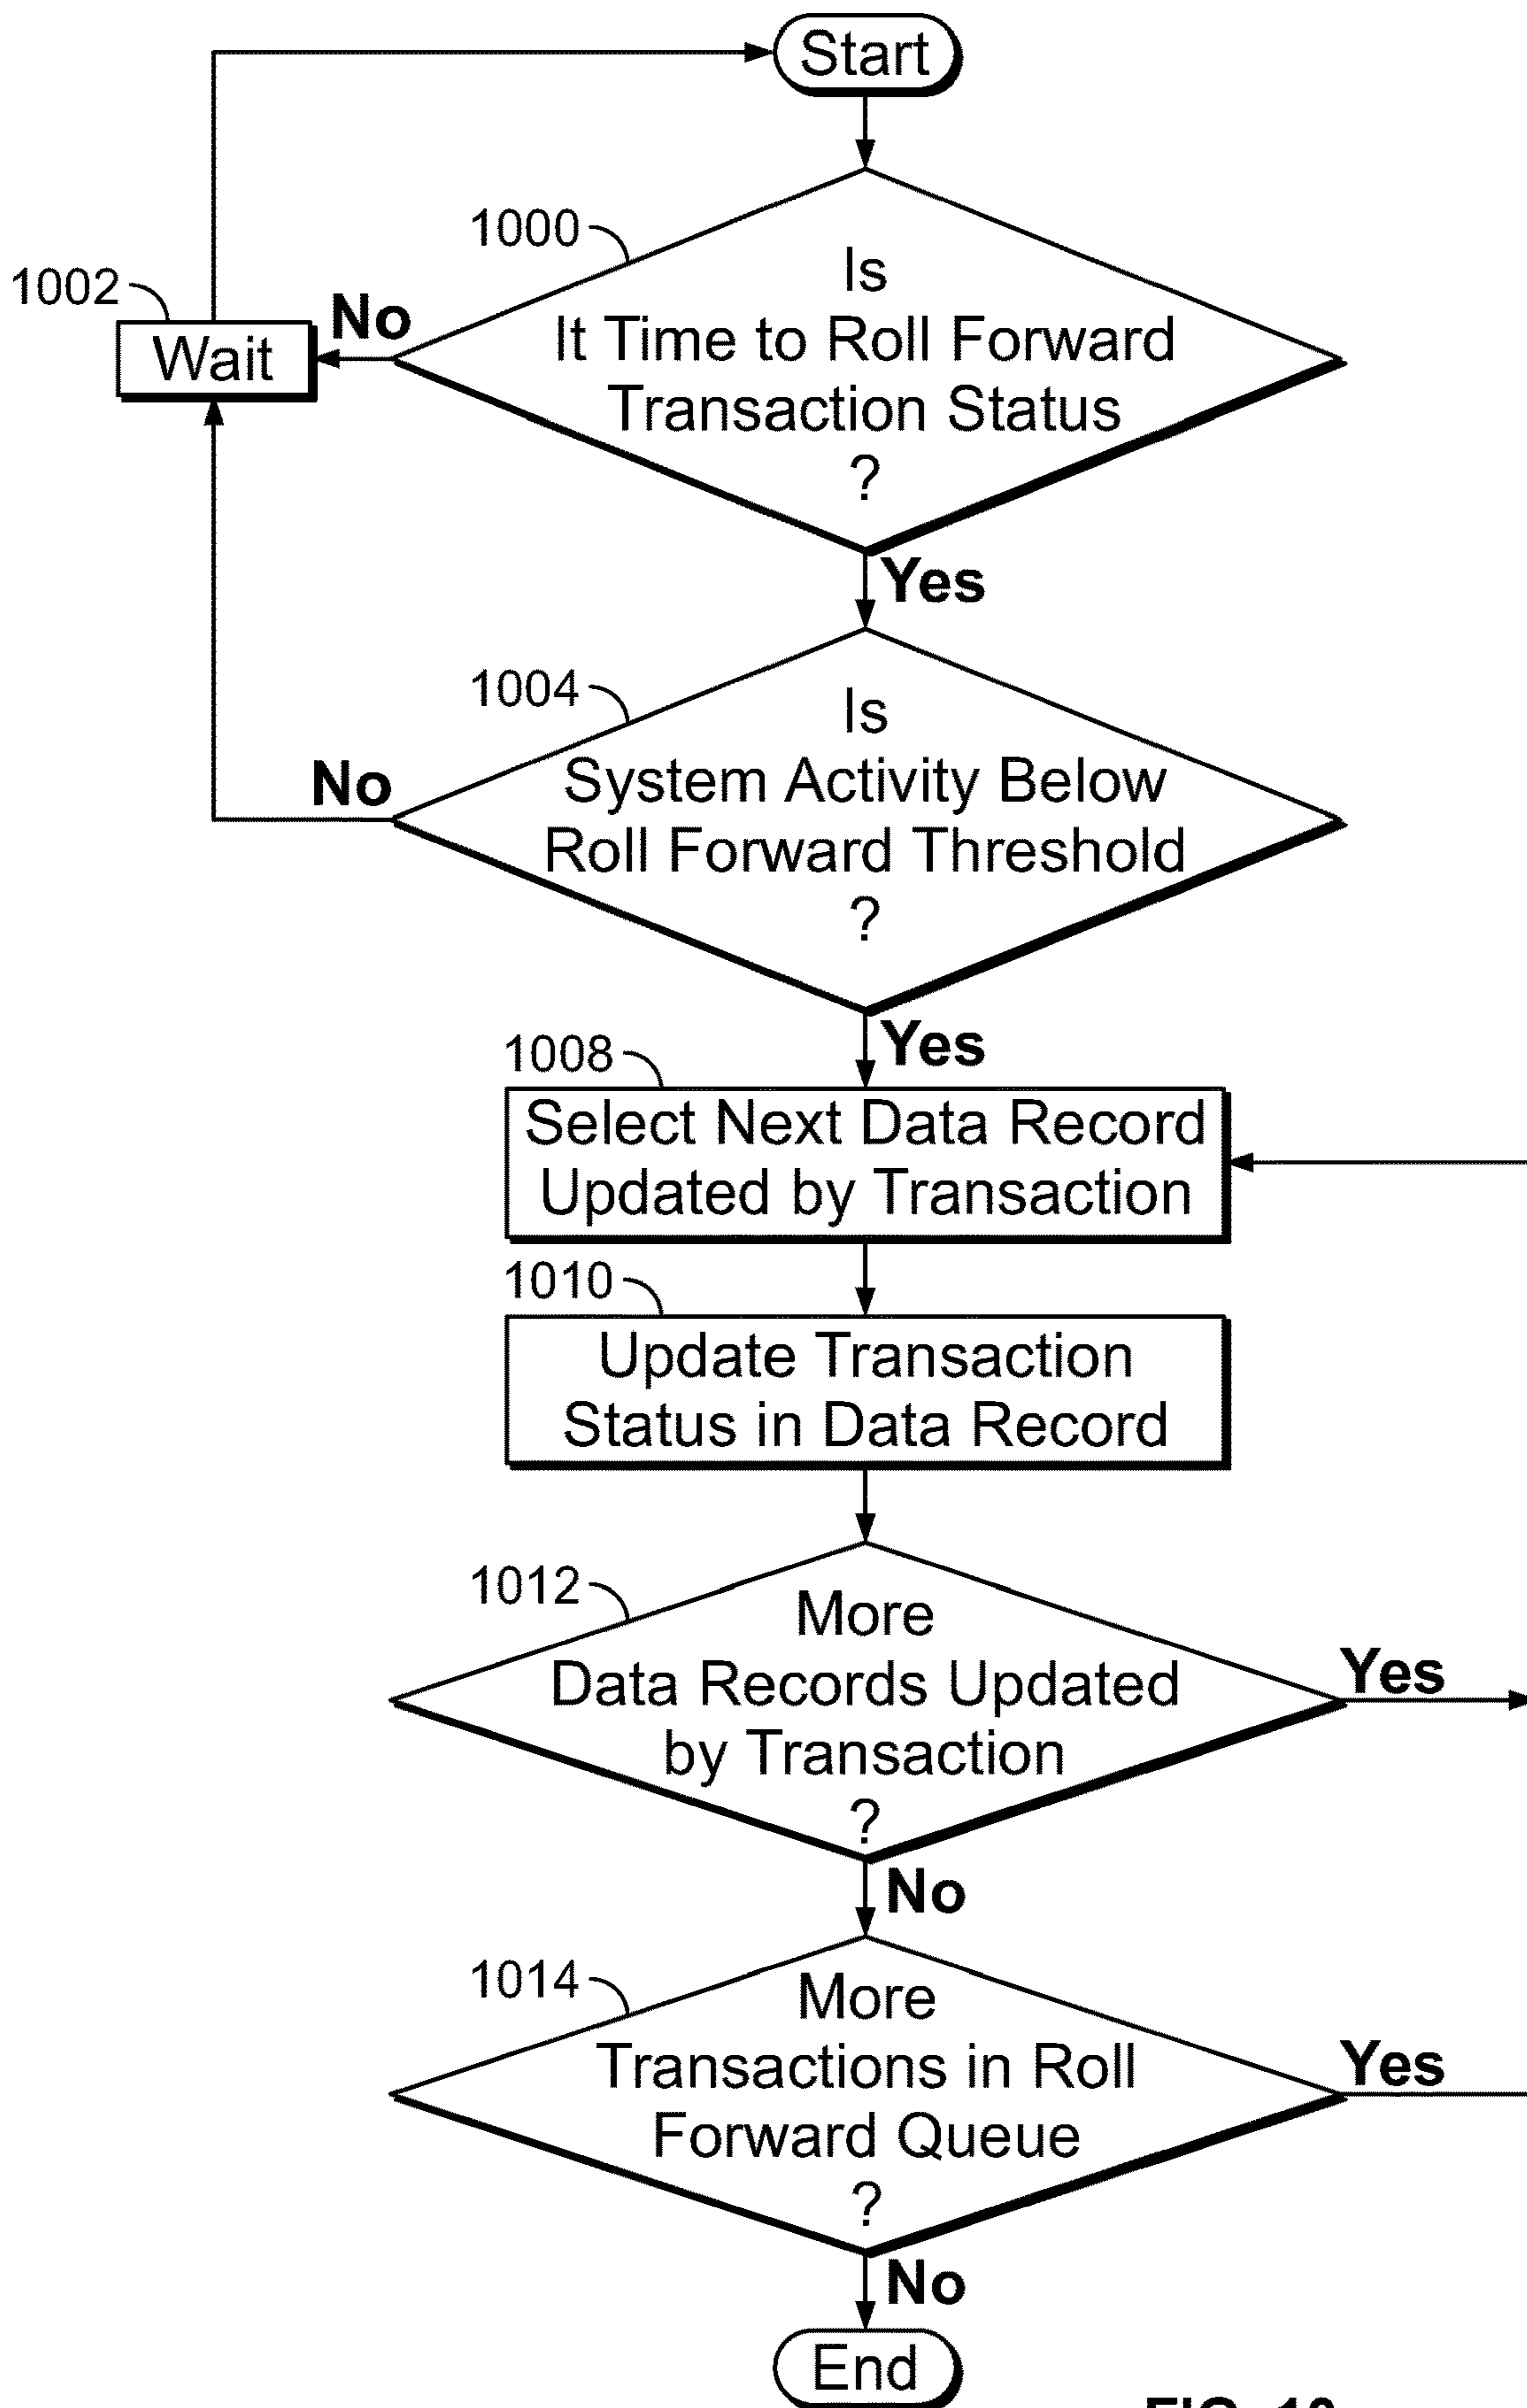 Start
1000
Is
It Time to Roll Forward
Transaction Status
?
1002
Wait
No
Yes
1004
Is
System Activity Below
Roll Forward Threshold
?
No
Yes
1008
Select Next Data Record
Updated by Transaction
1010
Update Transaction
Status in Data Record
1012
More
Data Records Updated
by Transaction
?
Yes
No
1014
More
Transactions in Roll
Forward Queue
?
Yes
No
End